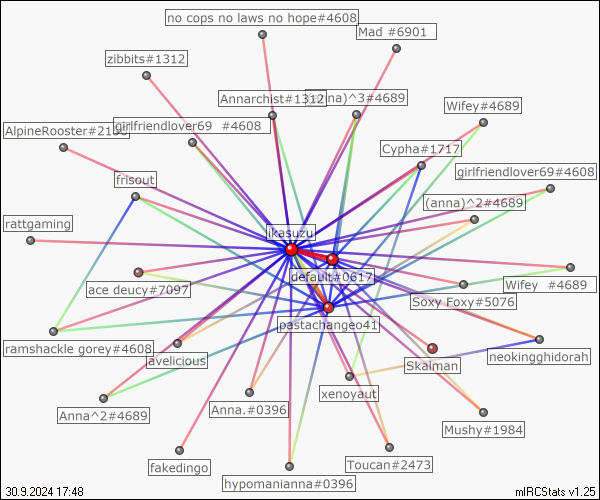 no cops no laws no hope#4608
Mad #6901
zibbits#1312
Annarchist#1312
)^3#4689
Wifey#4689
AlpineRooster#2
girlfriendlover69 #4608
Cypha#1717
girlfriendlover69#4608
frisout
(anna)^2#4689
rattgaming
ikasuzu
default#0617
ace deucy#7097
Wifey #4689
Soxy Foxy#5076
pastachangeo41
ramshackle gorey#4608
avelicious
Skaiman
neokingghidorah
xenoyaut
Anna^2#4689
Anna.#0396
Mushy#1984
fakedingo
Toucan#2473
hypomanianna#0396
30.9.2024 17:48
mIRCStats v1.25